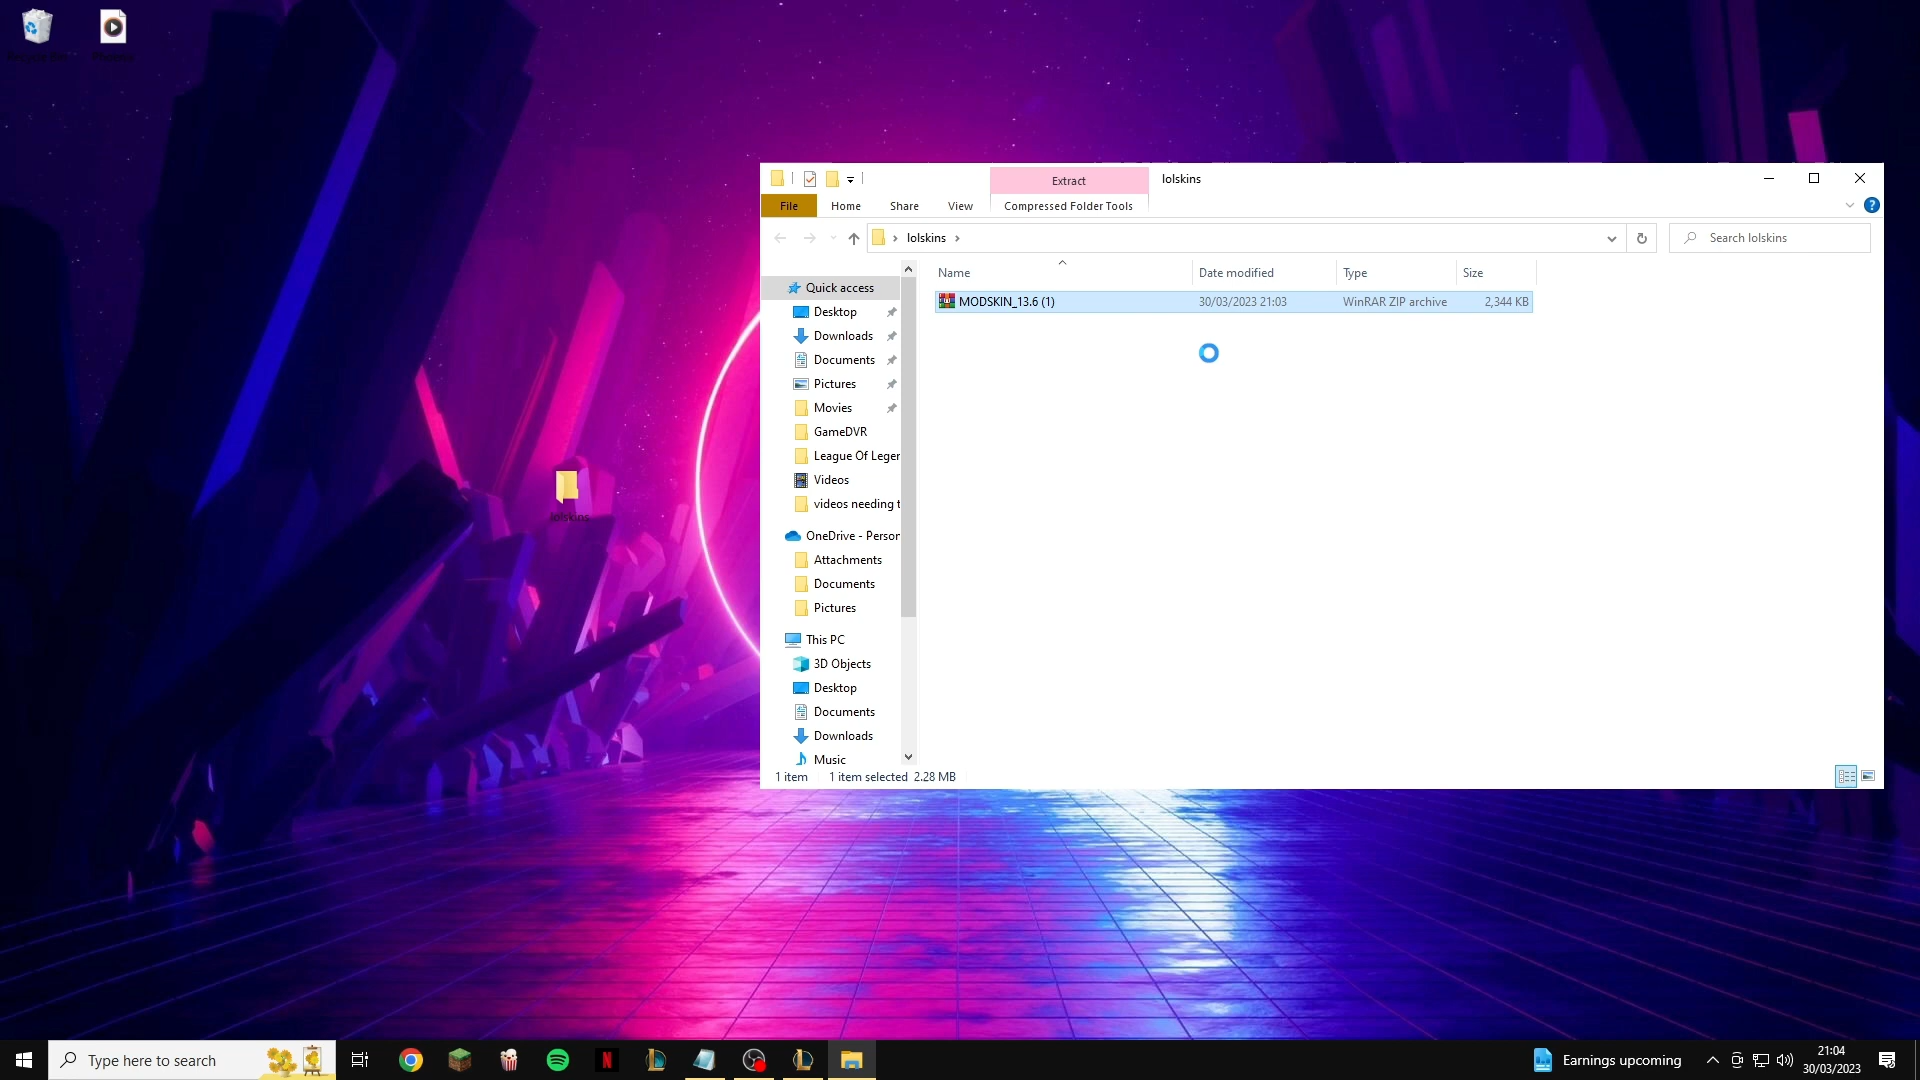 Extract
lolskins
File
Home
Share
View
Compressed Folder Tools
lolskins
Search lolskins
Name
Date modified
Type
Size
MODSKIN_13.6 (1)
30/03/2023 21:03
WinRAR ZIP archive
2,344 KB
Quick access
Desktop
Downloads
Documents
Pictures
Movies
GameDVR
League Of Leger
Videos
videos needing t
OneDrive - Person
Attachments
Documents
Pictures
This PC
3D Objects
Desktop
Documents
Downloads
Music
1 item
1 item selected 2.28 MB
lolskins
Type here to search
Earnings upcoming
21:04
30/03/2023